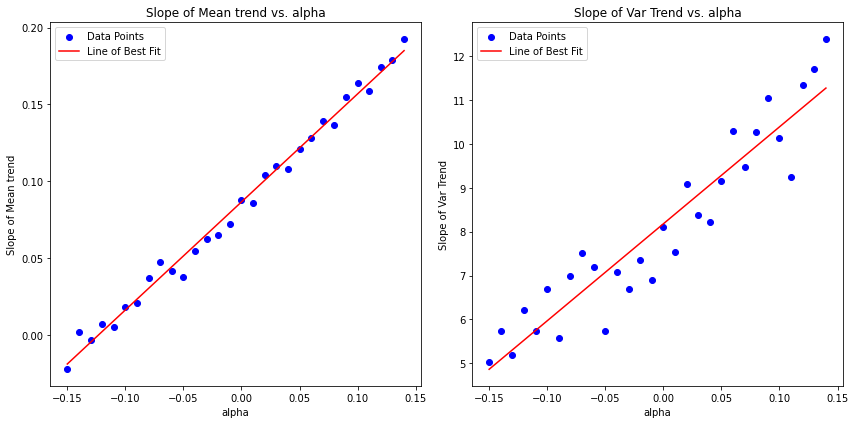 Slope of Mean trend vs. alpha
Data Points
Line of Best Fit
Slope of Mean trend
0.20
0.15
0.10
0.05
0.00
−0.15
−0.10
−0.05
0.00
0.05
0.10
0.15
alpha
Slope of Var Trend vs. alpha
Data Points
Line of Best Fit
Slope of Var Trend
12
11
10
9
8
7
6
5
−0.15
−0.10
−0.05
0.00
0.05
0.10
0.15
alpha